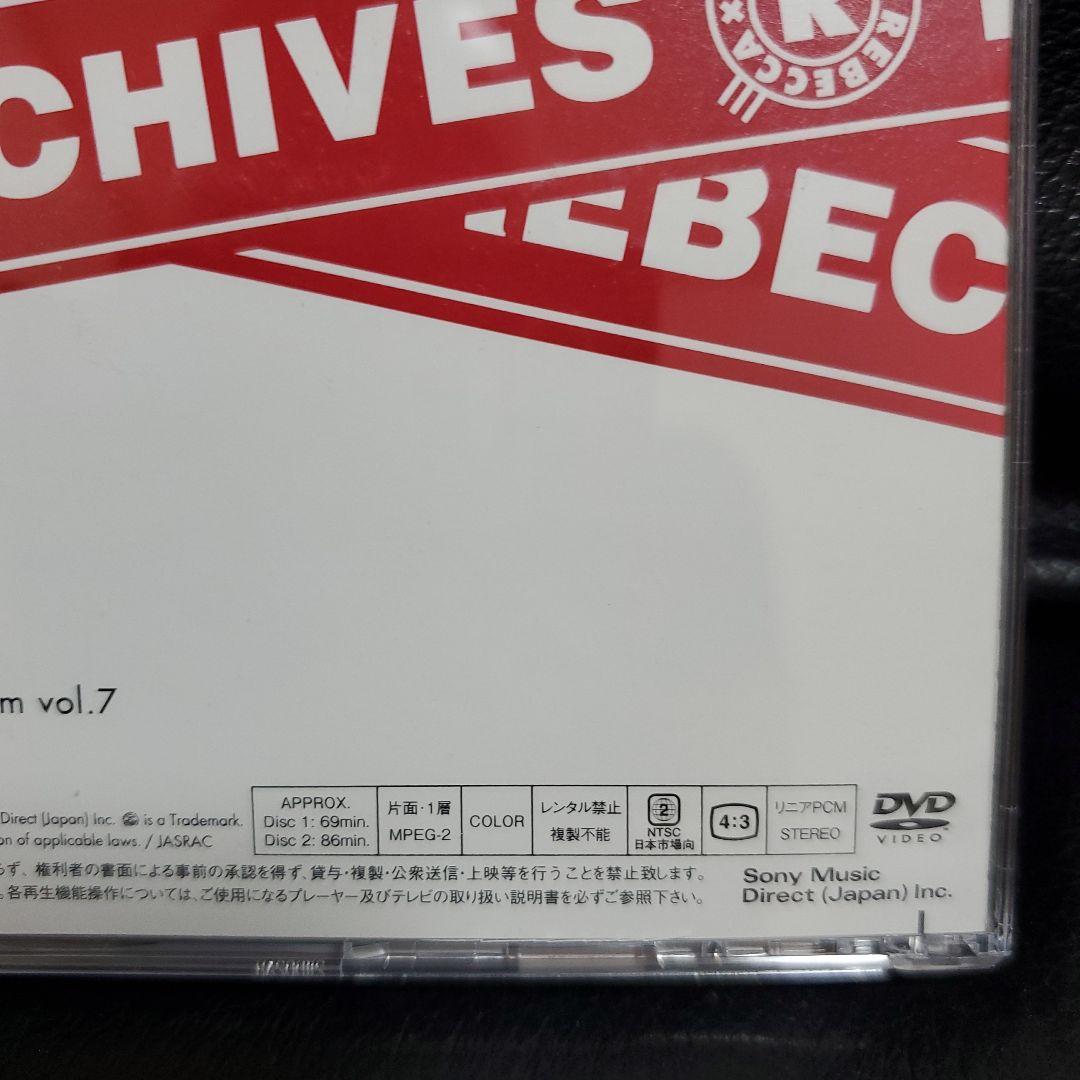 CHIVES
REBECCA
EBEC
m vol.7
Direct (Japan) Inc. is a Trademark.
on of applicable laws. / JASRAC
APPROX.
Disc 1: 69min.
Disc 2: 86min.
片面・1層
MPEG-2
COLOR
レンタル禁止
複製不能
2
NTSC
日本市場向
4:3
リニアPCM
STEREO
DVD
VIDEO
らず、権利者の書面による事前の承認を得ず、貸与・複製・公衆送信・上映等を行うことを禁止致します。
。各再生機能操作については、ご使用になるプレーヤー及びテレビの取り扱い説明書を必ずご参照下さい。
Sony Music
Direct (Japan) Inc.